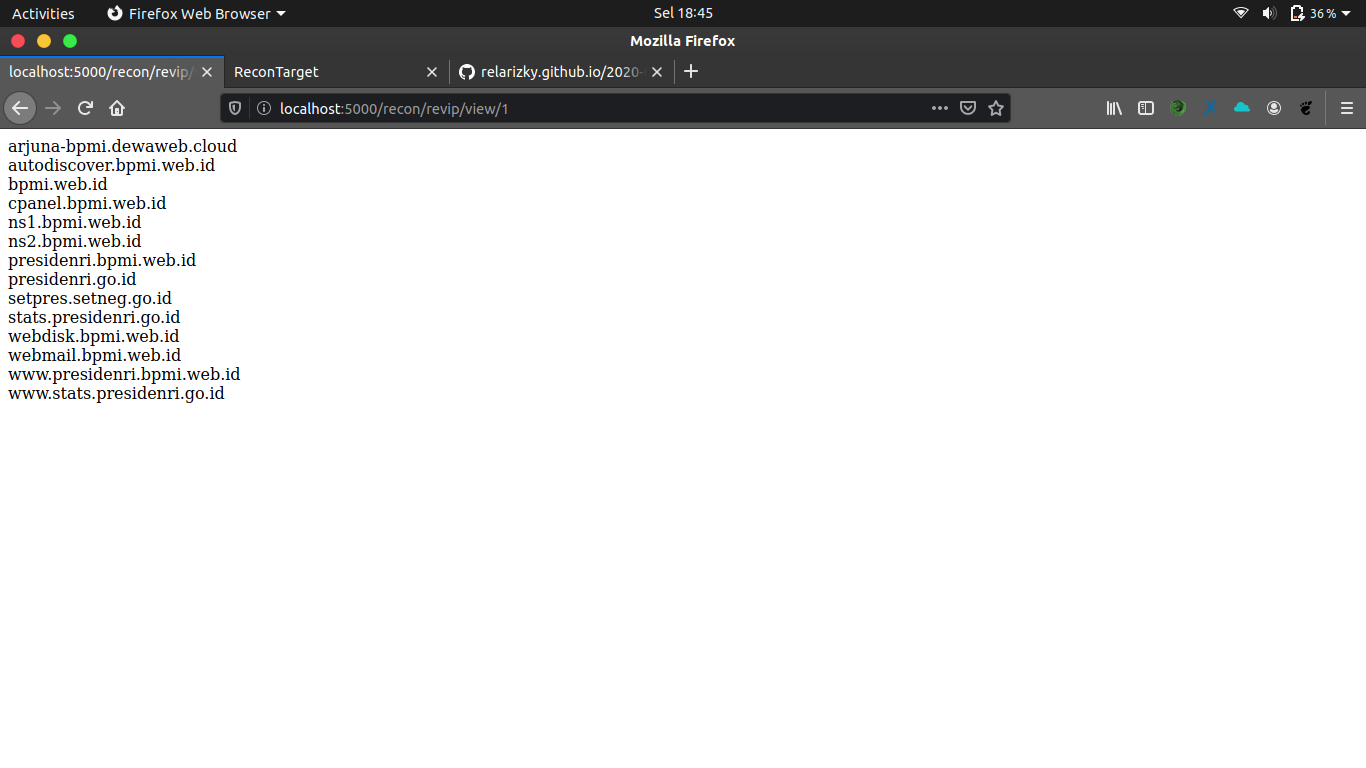 Activities Firefox Web Browser Sel 18:45 36 %
Mozilla Firefox
localhost:5000/recon/revip/ ReconTarget relarizky.github.io/2020-
localhost:5000/recon/revip/view/1
arjuna-bpmi.dewaweb.cloud
autodiscover.bpmi.web.id
bpmi.web.id
cpanel.bpmi.web.id
ns1.bpmi.web.id
ns2.bpmi.web.id
presidenri.bpmi.web.id
presidenri.go.id
setpres.setneg.go.id
stats.presidenri.go.id
webdisk.bpmi.web.id
webmail.bpmi.web.id
www.presidenri.bpmi.web.id
www.stats.presidenri.go.id